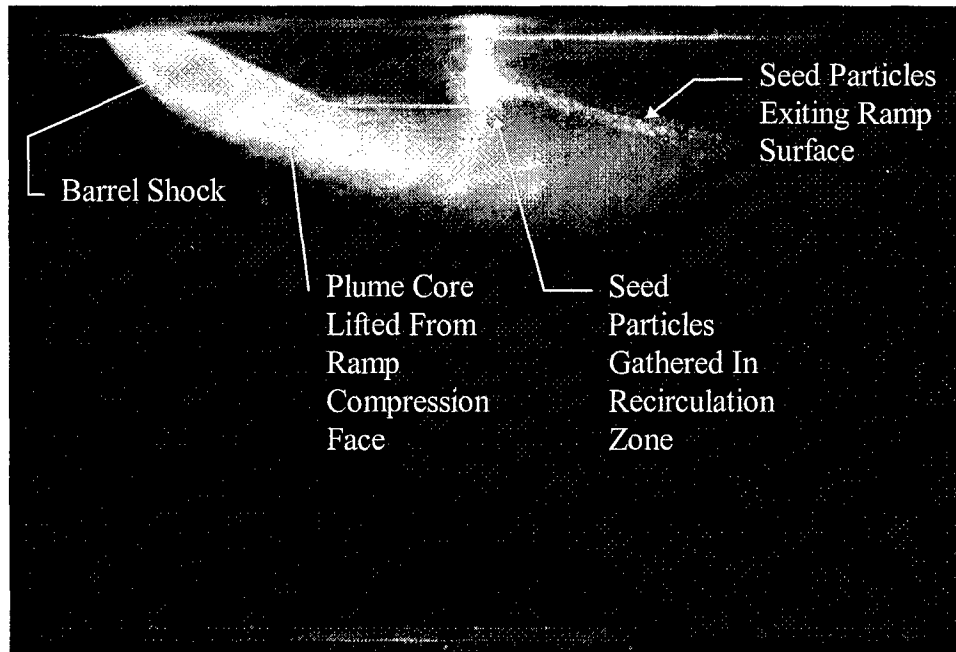 Seed Particles
Exiting Ramp
Surface
Barrel Shock
Plume Core
Lifted From
Ramp
Compression
Face
Seed
Particles
Gathered In
Recirculation
Zone